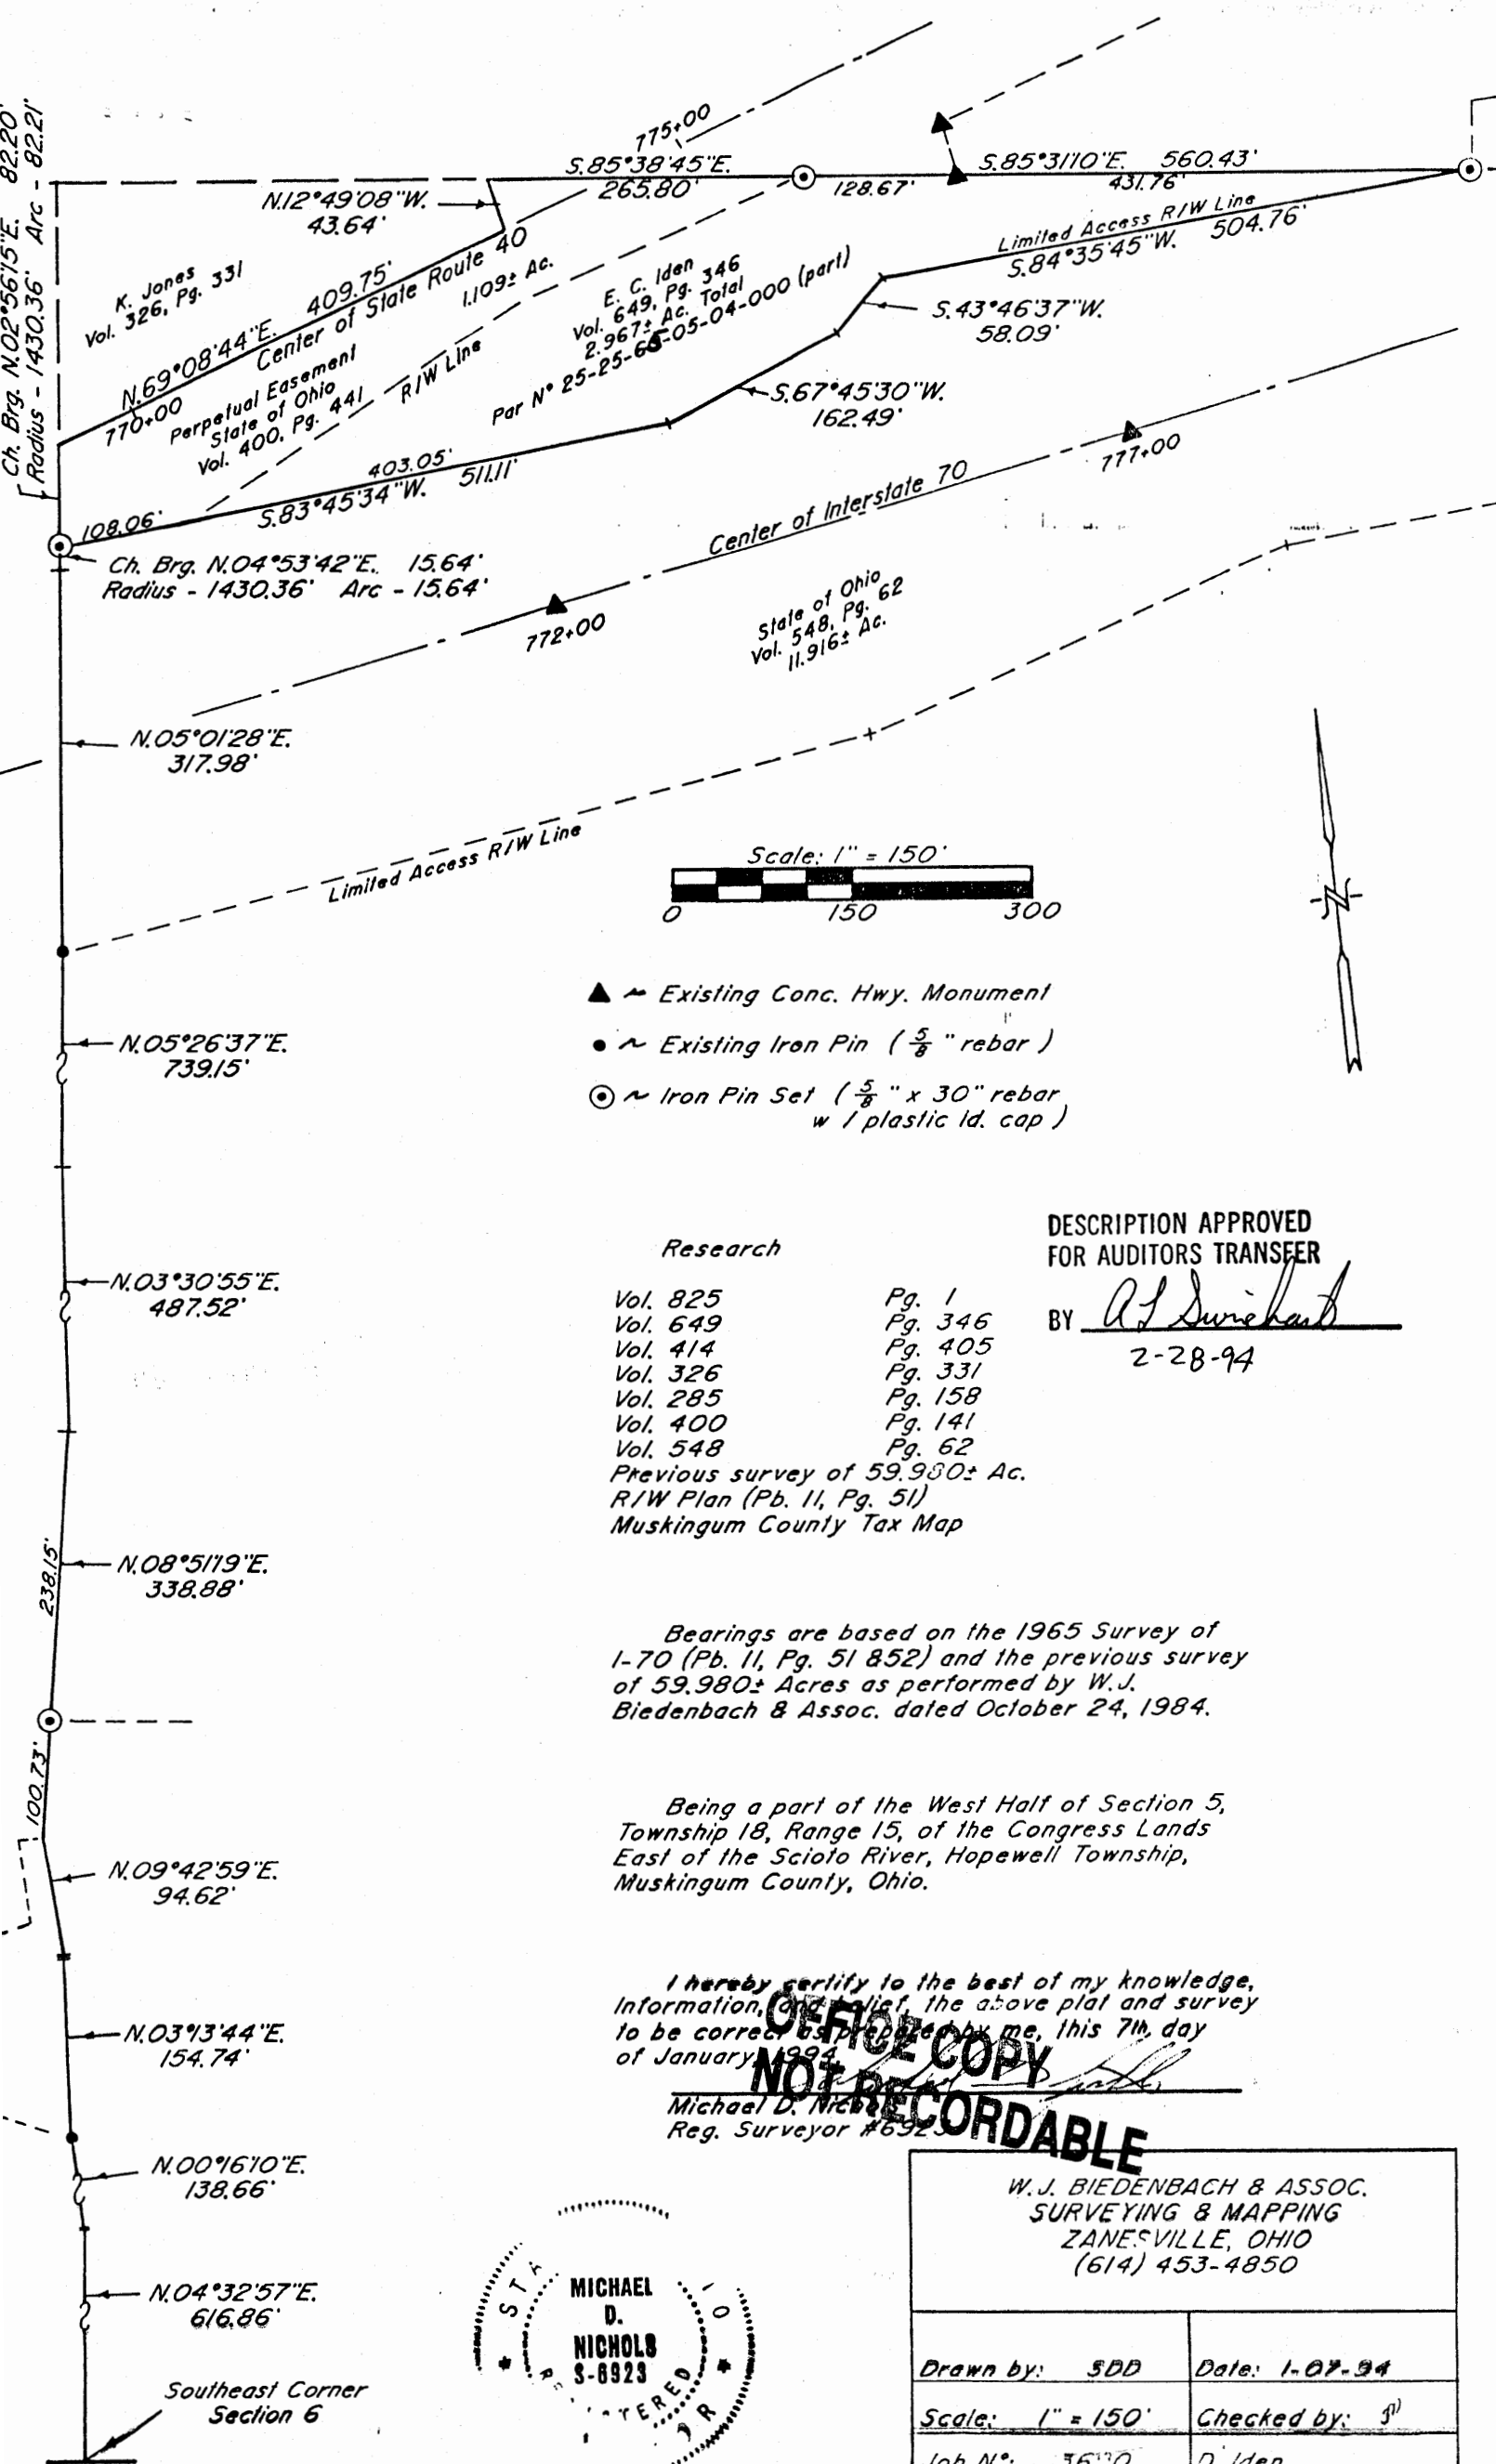 Ch. Brg. N.02°56'15"E. 82.20'
Radius - 1430.36' Arc - 82.21'
775+00
S.85°38'45"E.
265.80'
128.67'
S.85°31'10"E. 560.43'
431.76'
N.12°49'08"W.
43.64'
Limited Access R/W Line
S.84°35'45"W. 504.76'
K. Jones
Vol. 326, Pg. 331
N.69°08'44"E. 409.75'
Center of State Route 40
1.109± Ac.
770+00
Perpetual Easement
State of Ohio
Vol. 400, Pg. 441
R/W Line
E. C. Iden
Vol. 649, Pg. 346
2.967± Ac. Total
Par Nº 25-25-65-05-04-000 (part)
S.43°46'37"W.
58.09'
S.67°45'30"W.
162.49'
403.05'
S.83°45'34"W. 511.11'
108.06'
Ch. Brg. N.04°53'42"E. 15.64'
Radius - 1430.36' Arc - 15.64'
777+00
Center of Interstate 70
772+00
State of Ohio
Vol. 548, Pg. 62
11.916± Ac.
N.05°01'28"E.
317.98'
Limited Access R/W Line
Scale: 1" = 150'
0 150 300
N
▲ ~ Existing Conc. Hwy. Monument
● ~ Existing Iron Pin ( 5/8 " rebar )
⊙ ~ Iron Pin Set ( 5/8 " x 30" rebar
w / plastic Id. cap )
N.05°26'37"E.
739.15'
N.03°30'55"E.
487.52'
238.15'
N.08°51'19"E.
338.88'
100.73'
N.09°42'59"E.
94.62'
N.03°13'44"E.
154.74'
N.00°16'10"E.
138.66'
N.04°32'57"E.
616.86'
Southeast Corner
Section 6
Research
Vol. 825 Pg. 1
Vol. 649 Pg. 346
Vol. 414 Pg. 405
Vol. 326 Pg. 331
Vol. 285 Pg. 158
Vol. 400 Pg. 141
Vol. 548 Pg. 62
Previous survey of 59.980± Ac.
R/W Plan (Pb. 11, Pg. 51)
Muskingum County Tax Map
DESCRIPTION APPROVED
FOR AUDITORS TRANSFER
BY A L Swinehart
2-28-94
Bearings are based on the 1965 Survey of
I-70 (Pb. 11, Pg. 51 &52) and the previous survey
of 59.980± Acres as performed by W.J.
Biedenbach & Assoc. dated October 24, 1984.
Being a part of the West Half of Section 5,
Township 18, Range 15, of the Congress Lands
East of the Scioto River, Hopewell Township,
Muskingum County, Ohio.
I hereby certify to the best of my knowledge,
Information, and belief, the above plat and survey
to be correct as prepared by me, this 7th. day
of January, 1994.
OFFICE COPY
NOT RECORDABLE
Michael D. Nichols
Reg. Surveyor #6923
MICHAEL
D.
NICHOLS
S-6923
W.J. BIEDENBACH & ASSOC.
SURVEYING & MAPPING
ZANESVILLE, OHIO
(614) 453-4850
Drawn by: SDD Date: 1-07-94
Scale: 1" = 150' Checked by:
Job Nº: D. Iden